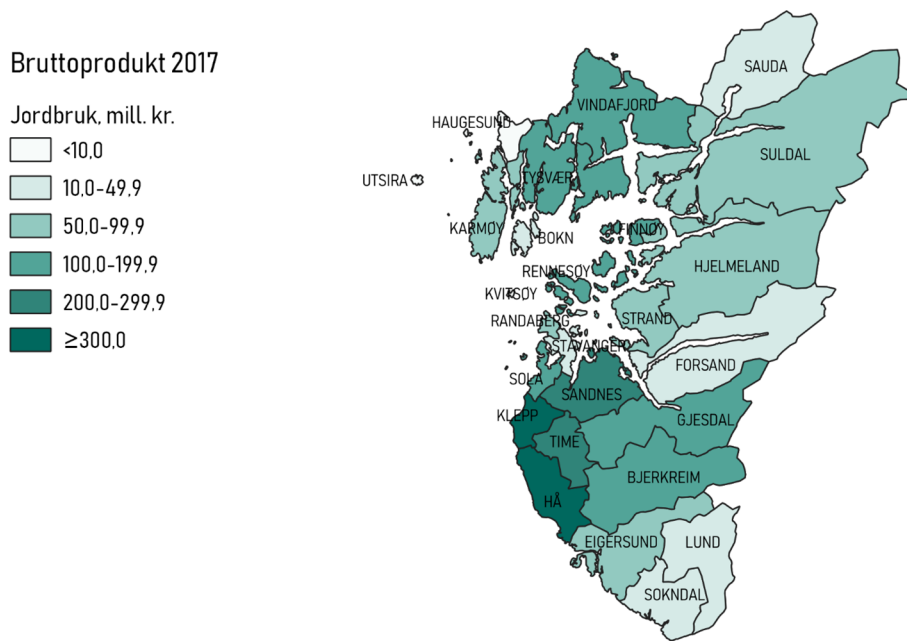 Bruttoprodukt 2017
Jordbruk, mill. kr.
<10,0
10,0-49,9
50,0-99,9
100,0-199,9
200,0-299,9
≥300,0
SAUDA
VINDAFJORD
HAUGESUND
SULDAL
UTSIRA
TYSVÆR
KARMØY
BOKN
FINNØY
HJELMELAND
RENNESØY
KVITSØY
STRAND
RANDABERG
STAVANGER
FORSAND
SOLA
SANDNES
KLEPP
GJESDAL
TIME
BJERKREIM
HÅ
EIGERSUND
LUND
SOKNDAL